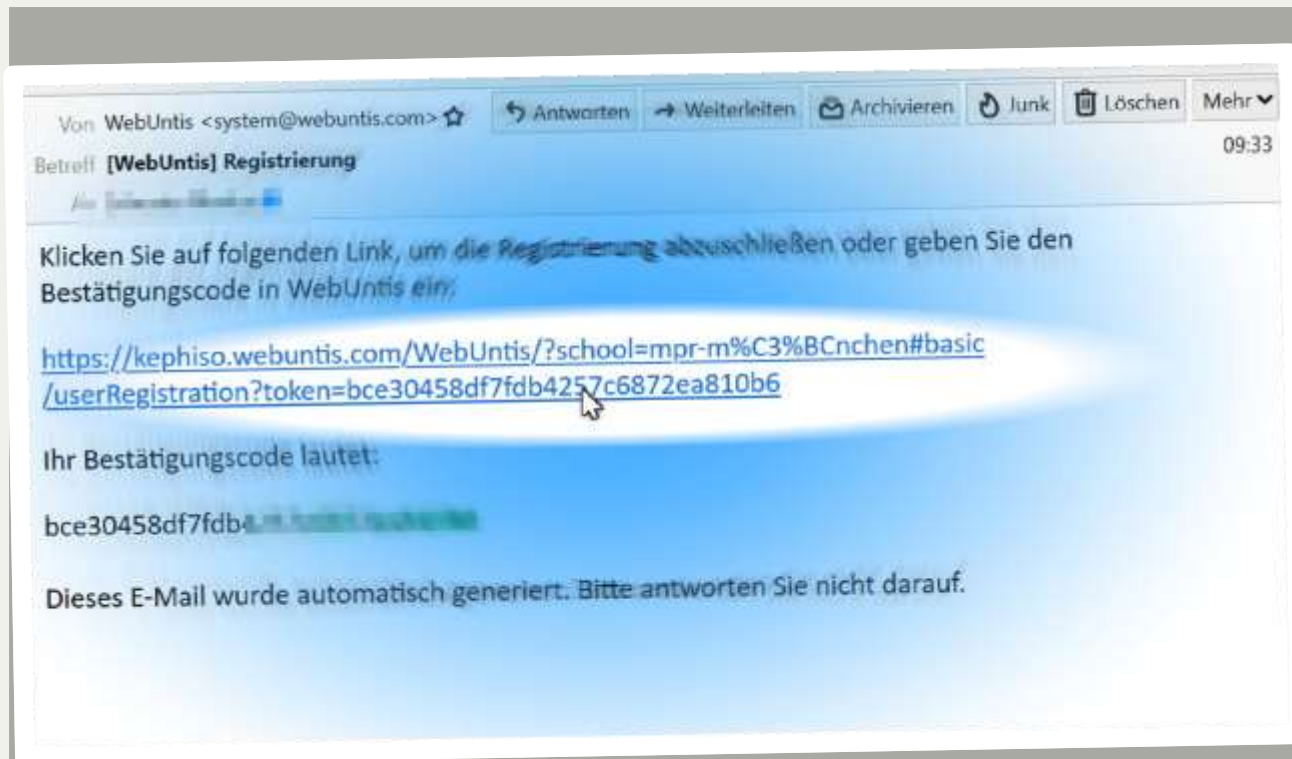 Von WebUntis <system@webuntis.com> Antworten Weiterleiten Archivieren Junk Löschen Mehr
Betreff [WebUntis] Registrierung 09:33
An
Klicken Sie auf folgenden Link, um die Registrierung abzuschließen oder geben Sie den
Bestätigungscode in WebUntis ein:
https://kephiso.webuntis.com/WebUntis/?school=mpr-m%C3%BCnchen#basic
/userRegistration?token=bce30458df7fdb4257c6872ea810b6
Ihr Bestätigungscode lautet:
bce30458df7fdb
Dieses E-Mail wurde automatisch generiert. Bitte antworten Sie nicht darauf.